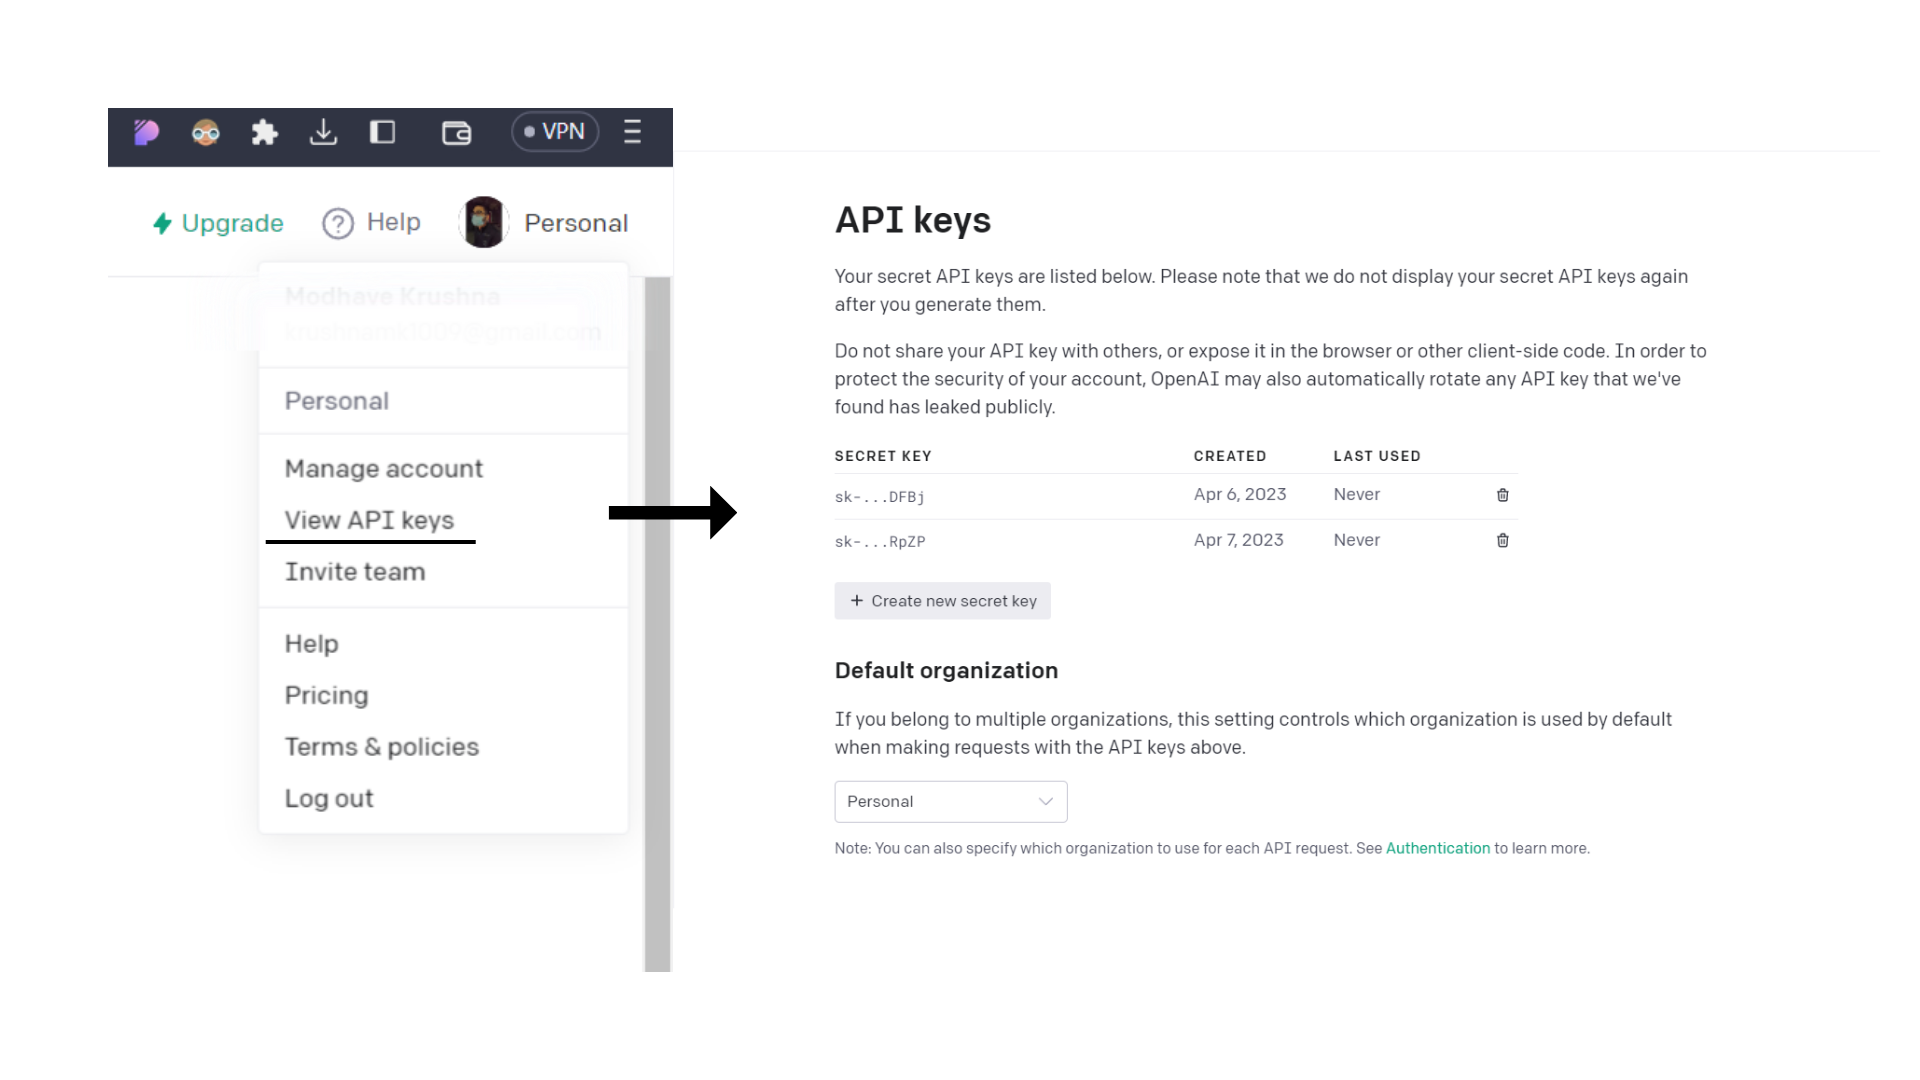 VPN
Upgrade
Help
Personal
Modhave Krushna
Personal
Manage account
View API keys
Invite team
Help
Pricing
Terms & policies
Log out
API keys
Your secret API keys are listed below. Please note that we do not display your secret API keys again
after you generate them.
Do not share your API key with others, or expose it in the browser or other client-side code. In order to
protect the security of your account, OpenAI may also automatically rotate any API key that we've
found has leaked publicly.
SECRET KEY CREATED LAST USED
sk-...DFBj Apr 6, 2023 Never
sk-...RpZP Apr 7, 2023 Never
+ Create new secret key
Default organization
If you belong to multiple organizations, this setting controls which organization is used by default
when making requests with the API keys above.
Personal
Note: You can also specify which organization to use for each API request. See Authentication to learn more.